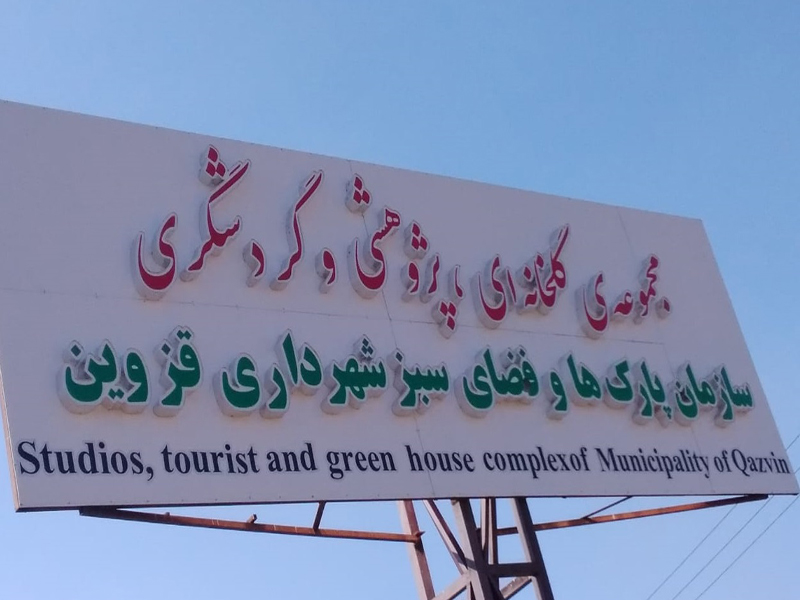 مجموعه‌ی گلخانه‌ای، پژوهشی و گردشگری
سازمان پارک ها و فضای سبز شهرداری قزوین
Studios, tourist and green house complexof Municipality of Qazvin